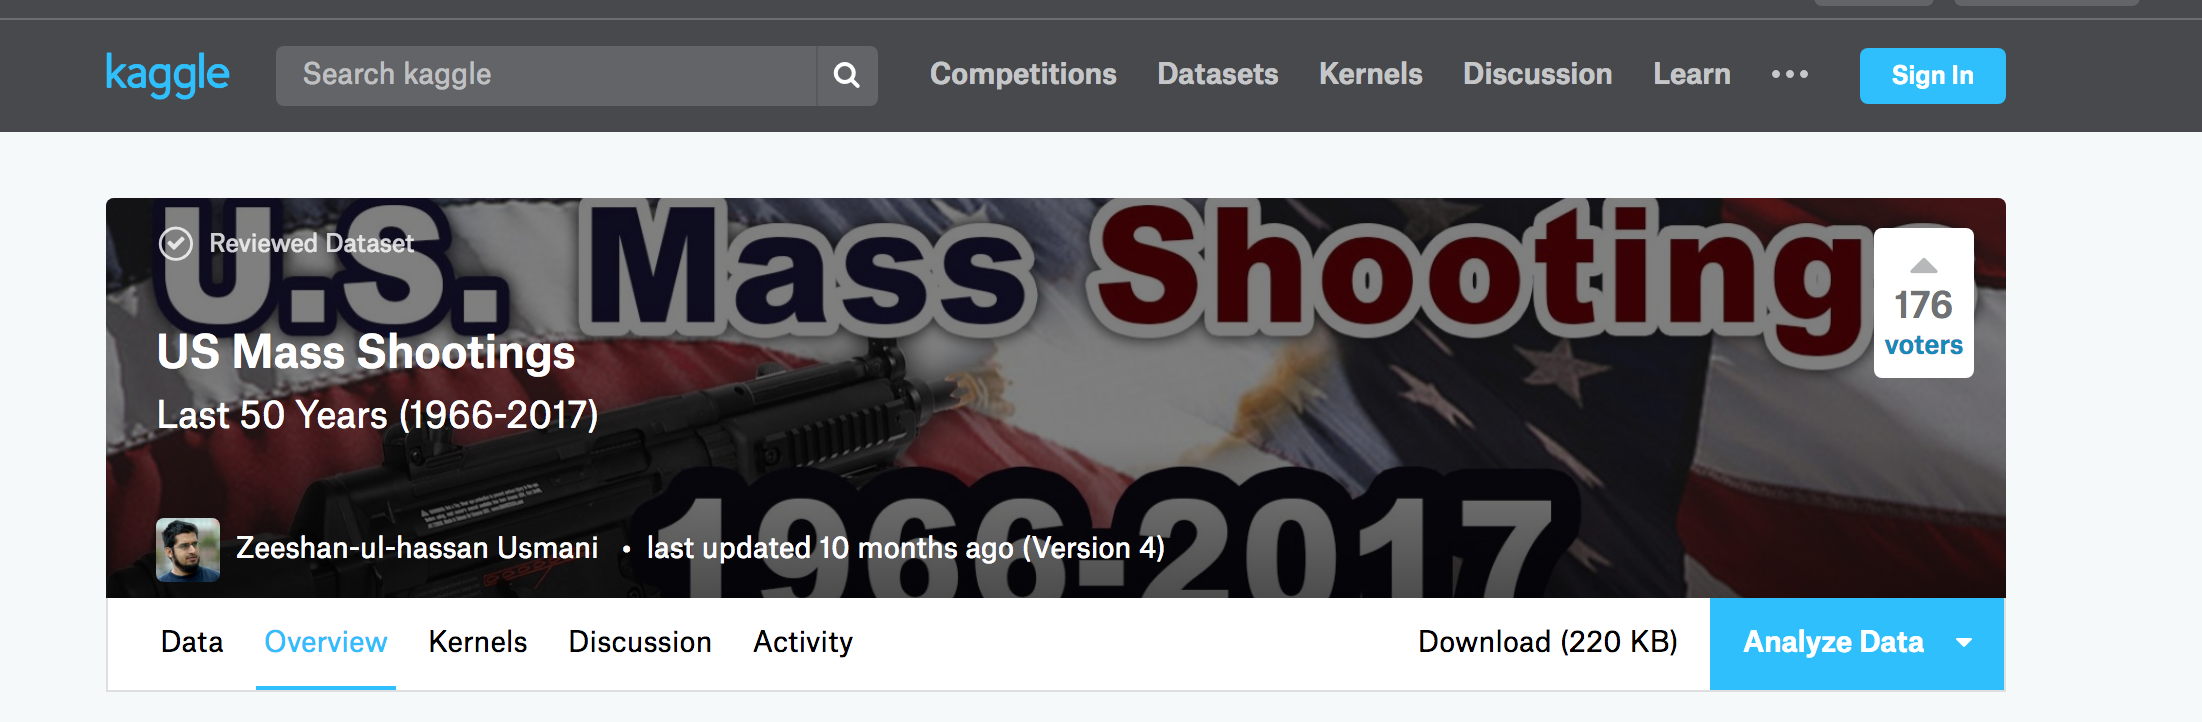 kaggle
Search kaggle
Competitions
Datasets
Kernels
Discussion
Learn
Sign In
U.S. Mass Shooting
Reviewed Dataset
176
voters
US Mass Shootings
Last 50 Years (1966-2017)
1966-2017
Zeeshan-ul-hassan Usmani • last updated 10 months ago (Version 4)
Data
Overview
Kernels
Discussion
Activity
Download (220 KB)
Analyze Data